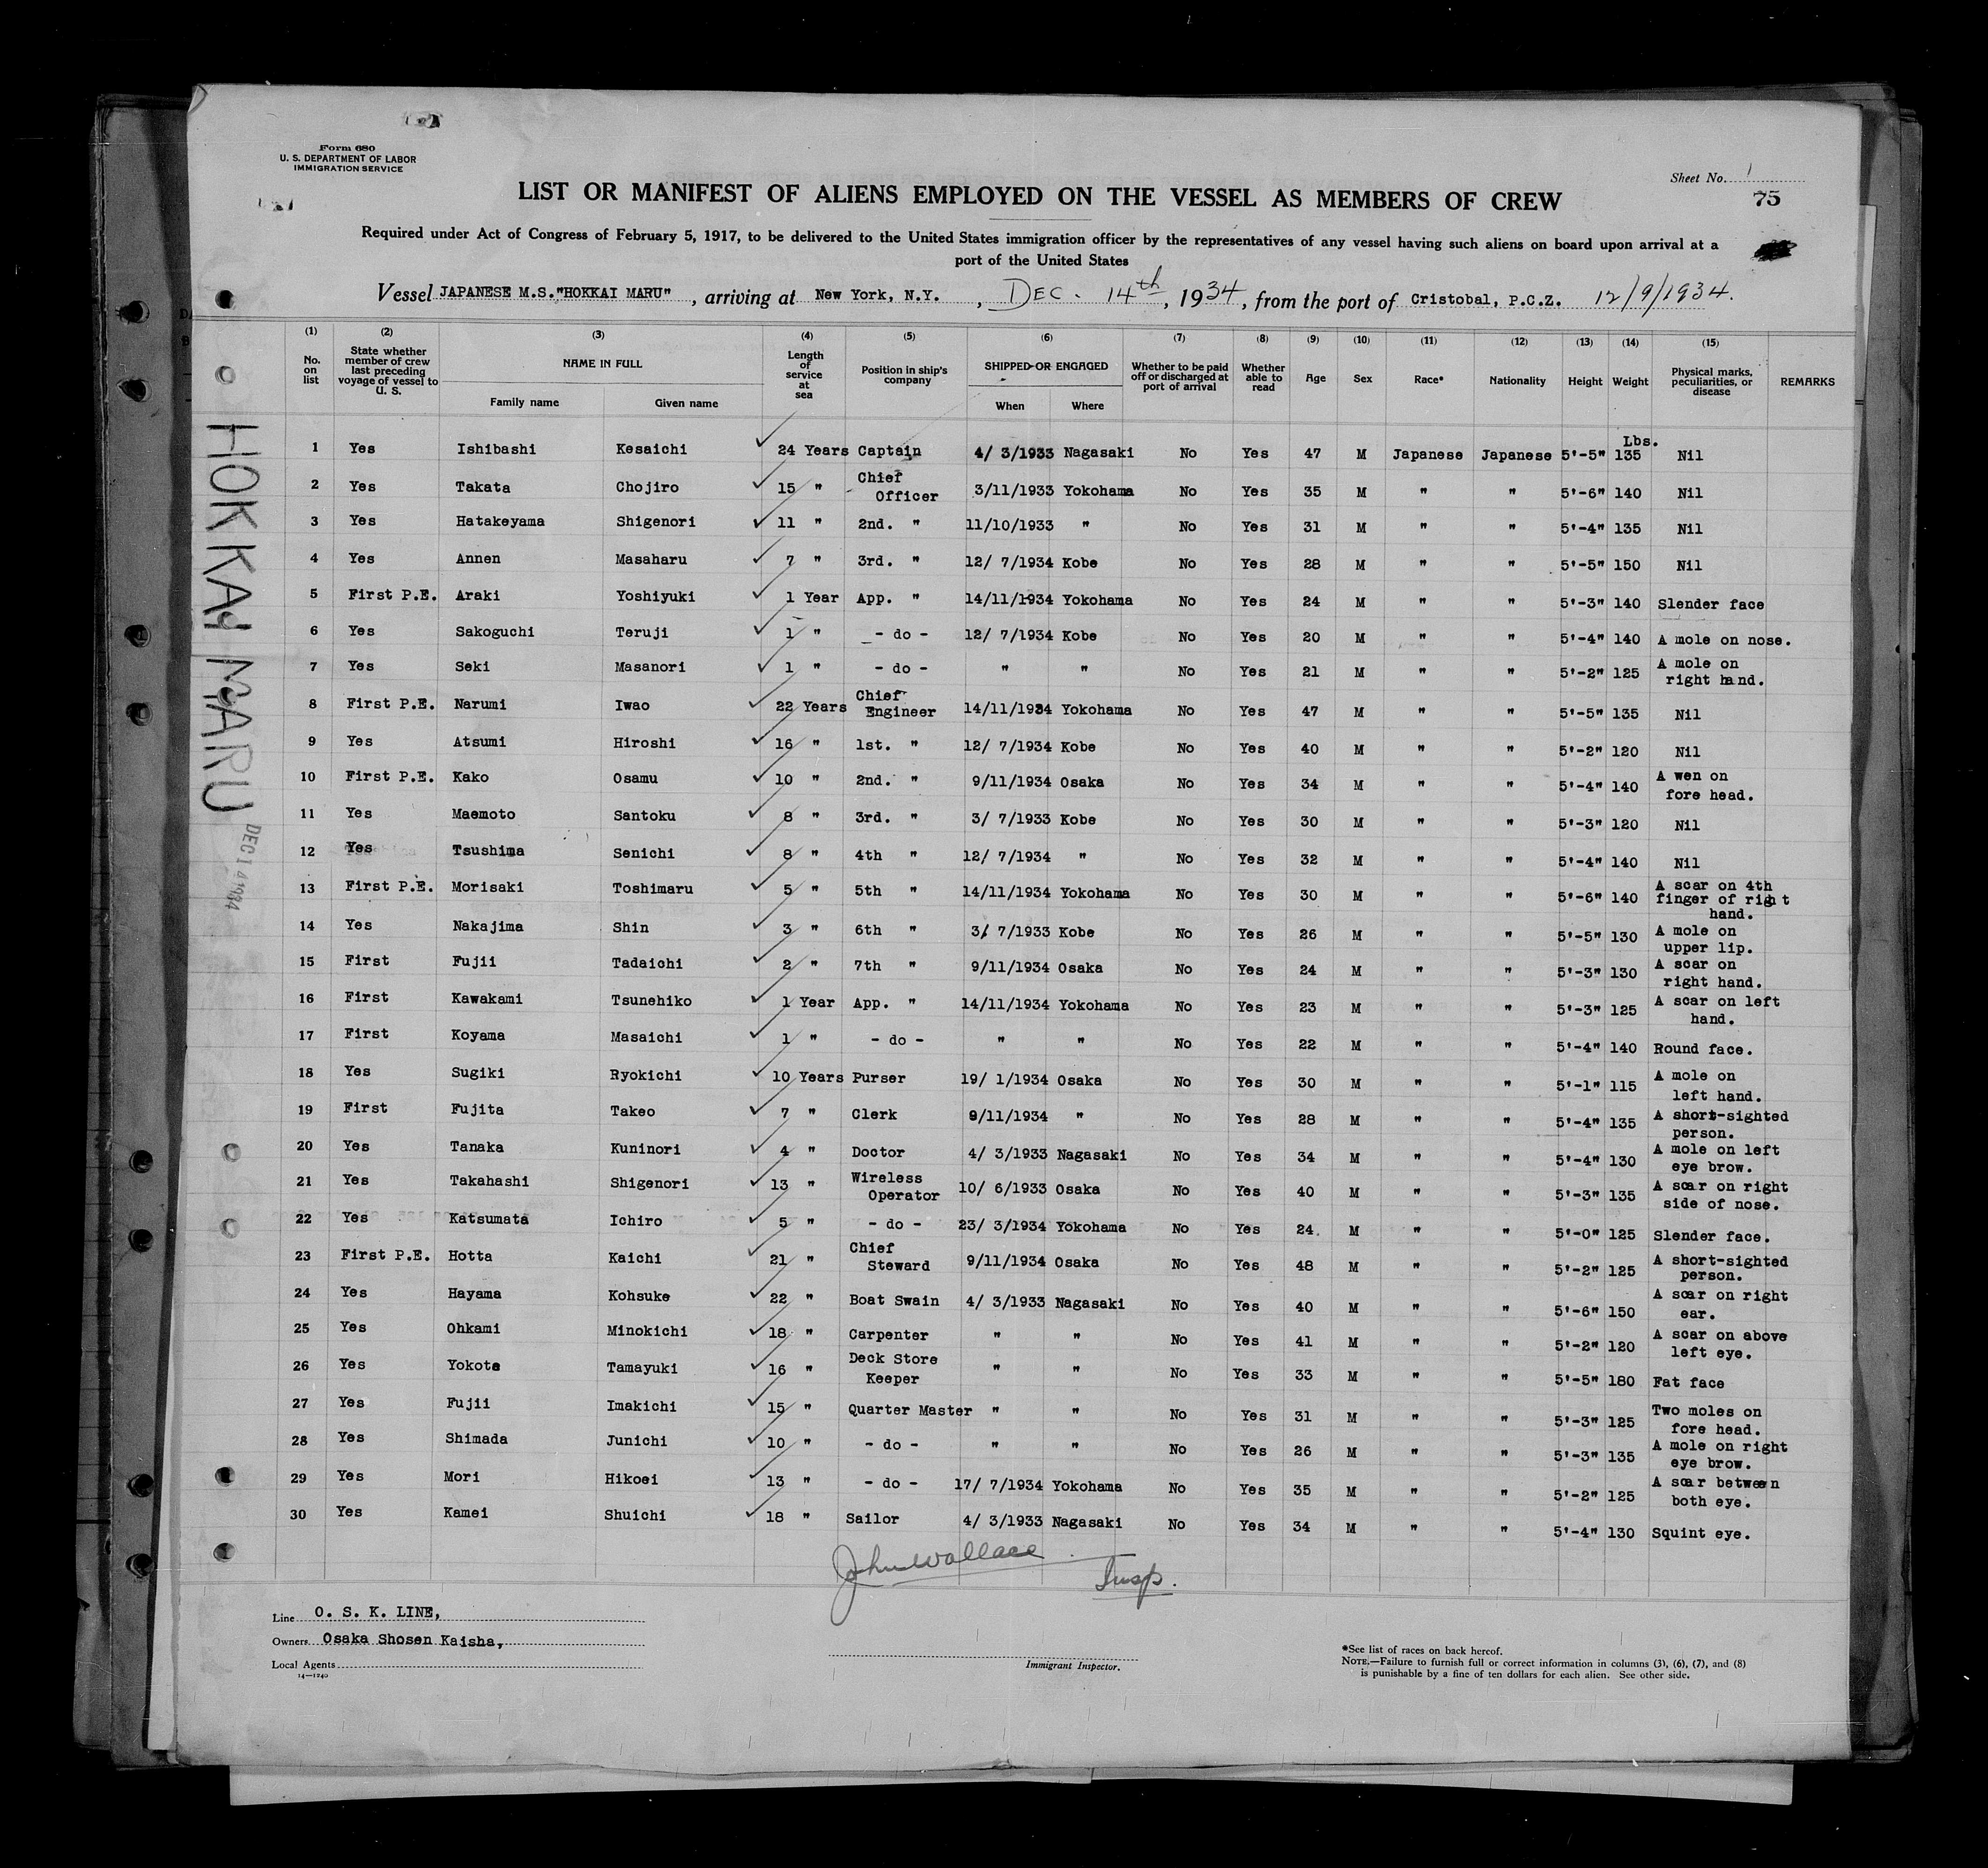 Form 680
U. S. DEPARTMENT OF LABOR
IMMIGRATION SERVICE
Sheet No. 1
75
LIST OR MANIFEST OF ALIENS EMPLOYED ON THE VESSEL AS MEMBERS OF CREW
Required under Act of Congress of February 5, 1917, to be delivered to the United States immigration officer by the representatives of any vessel having such aliens on board upon arrival at a
port of the United States
Vessel JAPANESE M.S."HOKKAI MARU", arriving at New York, N.Y., DEC. 14th, 1934, from the port of Cristobal, P.C.Z. 12/9/1934.
(1) (2) (3) (4) (5) (6) (7) (8) (9) (10) (11) (12) (13) (14) (15)
No. on list | State whether member of crew last preceding voyage of vessel to U. S. | NAME IN FULL | Family name | Given name | Length of service at sea | Position in ship's company | SHIPPED OR ENGAGED | When | Where | Whether to be paid off or discharged at port of arrival | Whether able to read | Age | Sex | Race* | Nationality | Height | Weight | Physical marks, peculiarities, or disease | REMARKS
Lbs.
1 Yes Ishibashi Kesaichi 24 Years Captain 4/ 3/1933 Nagasaki No Yes 47 M Japanese Japanese 5'-5" 135 Nil
2 Yes Takata Chojiro 15 " Chief Officer 3/11/1933 Yokohama No Yes 35 M " " 5'-6" 140 Nil
3 Yes Hatakeyama Shigenori 11 " 2nd. " 11/10/1933 " No Yes 31 M " " 5'-4" 135 Nil
4 Yes Annen Masaharu 7 " 3rd. " 12/ 7/1934 Kobe No Yes 28 M " " 5'-5" 150 Nil
5 First P.E. Araki Yoshiyuki 1 Year App. " 14/11/1934 Yokohama No Yes 24 M " " 5'-3" 140 Slender face
6 Yes Sakoguchi Teruji 1 " - do - 12/ 7/1934 Kobe No Yes 20 M " " 5'-4" 140 A mole on nose.
7 Yes Seki Masanori 1 " - do - " " No Yes 21 M " " 5'-2" 125 A mole on right hand.
8 First P.E. Narumi Iwao 22 Years Chief Engineer 14/11/1934 Yokohama No Yes 47 M " " 5'-5" 135 Nil
9 Yes Atsumi Hiroshi 16 " 1st. " 12/ 7/1934 Kobe No Yes 40 M " " 5'-2" 120 Nil
10 First P.E. Kako Osamu 10 " 2nd. " 9/11/1934 Osaka No Yes 34 M " " 5'-4" 140 A wen on fore head.
11 Yes Maemoto Santoku 8 " 3rd. " 3/ 7/1933 Kobe No Yes 30 M " " 5'-3" 120 Nil
12 Yes Tsushima Senichi 8 " 4th " 12/ 7/1934 " No Yes 32 M " " 5'-4" 140 Nil
13 First P.E. Morisaki Toshimaru 5 " 5th " 14/11/1934 Yokohama No Yes 30 M " " 5'-6" 140 A scar on 4th finger of right hand.
14 Yes Nakajima Shin 3 " 6th " 3/ 7/1933 Kobe No Yes 26 M " " 5'-5" 130 A mole on upper lip.
15 First Fujii Tadaichi 2 " 7th " 9/11/1934 Osaka No Yes 24 M " " 5'-3" 130 A scar on right hand.
16 First Kawakami Tsunehiko 1 Year App. " 14/11/1934 Yokohama No Yes 23 M " " 5'-3" 125 A scar on left hand.
17 First Koyama Masaichi 1 " - do - " " No Yes 22 M " " 5'-4" 140 Round face.
18 Yes Sugiki Ryokichi 10 Years Purser 19/ 1/1934 Osaka No Yes 30 M " " 5'-1" 115 A mole on left hand.
19 First Fujita Takeo 7 " Clerk 9/11/1934 " No Yes 28 M " " 5'-4" 135 A short-sighted person.
20 Yes Tanaka Kuninori 4 " Doctor 4/ 3/1933 Nagasaki No Yes 34 M " " 5'-4" 130 A mole on left eye brow.
21 Yes Takahashi Shigenori 13 " Wireless Operator 10/ 6/1933 Osaka No Yes 40 M " " 5'-3" 135 A scar on right side of nose.
22 Yes Katsumata Ichiro 5 " - do - 23/ 3/1934 Yokohama No Yes 24. M " " 5'-0" 125 Slender face.
23 First P.E. Hotta Kaichi 21 " Chief Steward 9/11/1934 Osaka No Yes 48 M " " 5'-2" 125 A short-sighted person.
24 Yes Hayama Kohsuke 22 " Boat Swain 4/ 3/1933 Nagasaki No Yes 40 M " " 5'-6" 150 A scar on right ear.
25 Yes Ohkami Minokichi 18 " Carpenter " " No Yes 41 M " " 5'-2" 120 A scar on above left eye.
26 Yes Yokota Tamayuki 16 " Deck Store Keeper " " No Yes 33 M " " 5'-5" 180 Fat face
27 Yes Fujii Imakichi 15 " Quarter Master " " No Yes 31 M " " 5'-3" 125 Two moles on fore head.
28 Yes Shimada Junichi 10 " - do - " " No Yes 26 M " " 5'-3" 135 A mole on right eye brow.
29 Yes Mori Hikoei 13 " - do - 17/ 7/1934 Yokohama No Yes 35 M " " 5'-2" 125 A scar between both eye.
30 Yes Kamei Shuichi 18 " Sailor 4/ 3/1933 Nagasaki No Yes 34 M " " 5'-4" 130 Squint eye.
HOKKAI MARU
DEC 14 1934
John Wallace Insp.
Line O. S. K. LINE,
Owners Osaka Shosen Kaisha,
Local Agents
14—1240
Immigrant Inspector.
*See list of races on back hereof.
NOTE.—Failure to furnish full or correct information in columns (3), (6), (7), and (8)
is punishable by a fine of ten dollars for each alien. See other side.